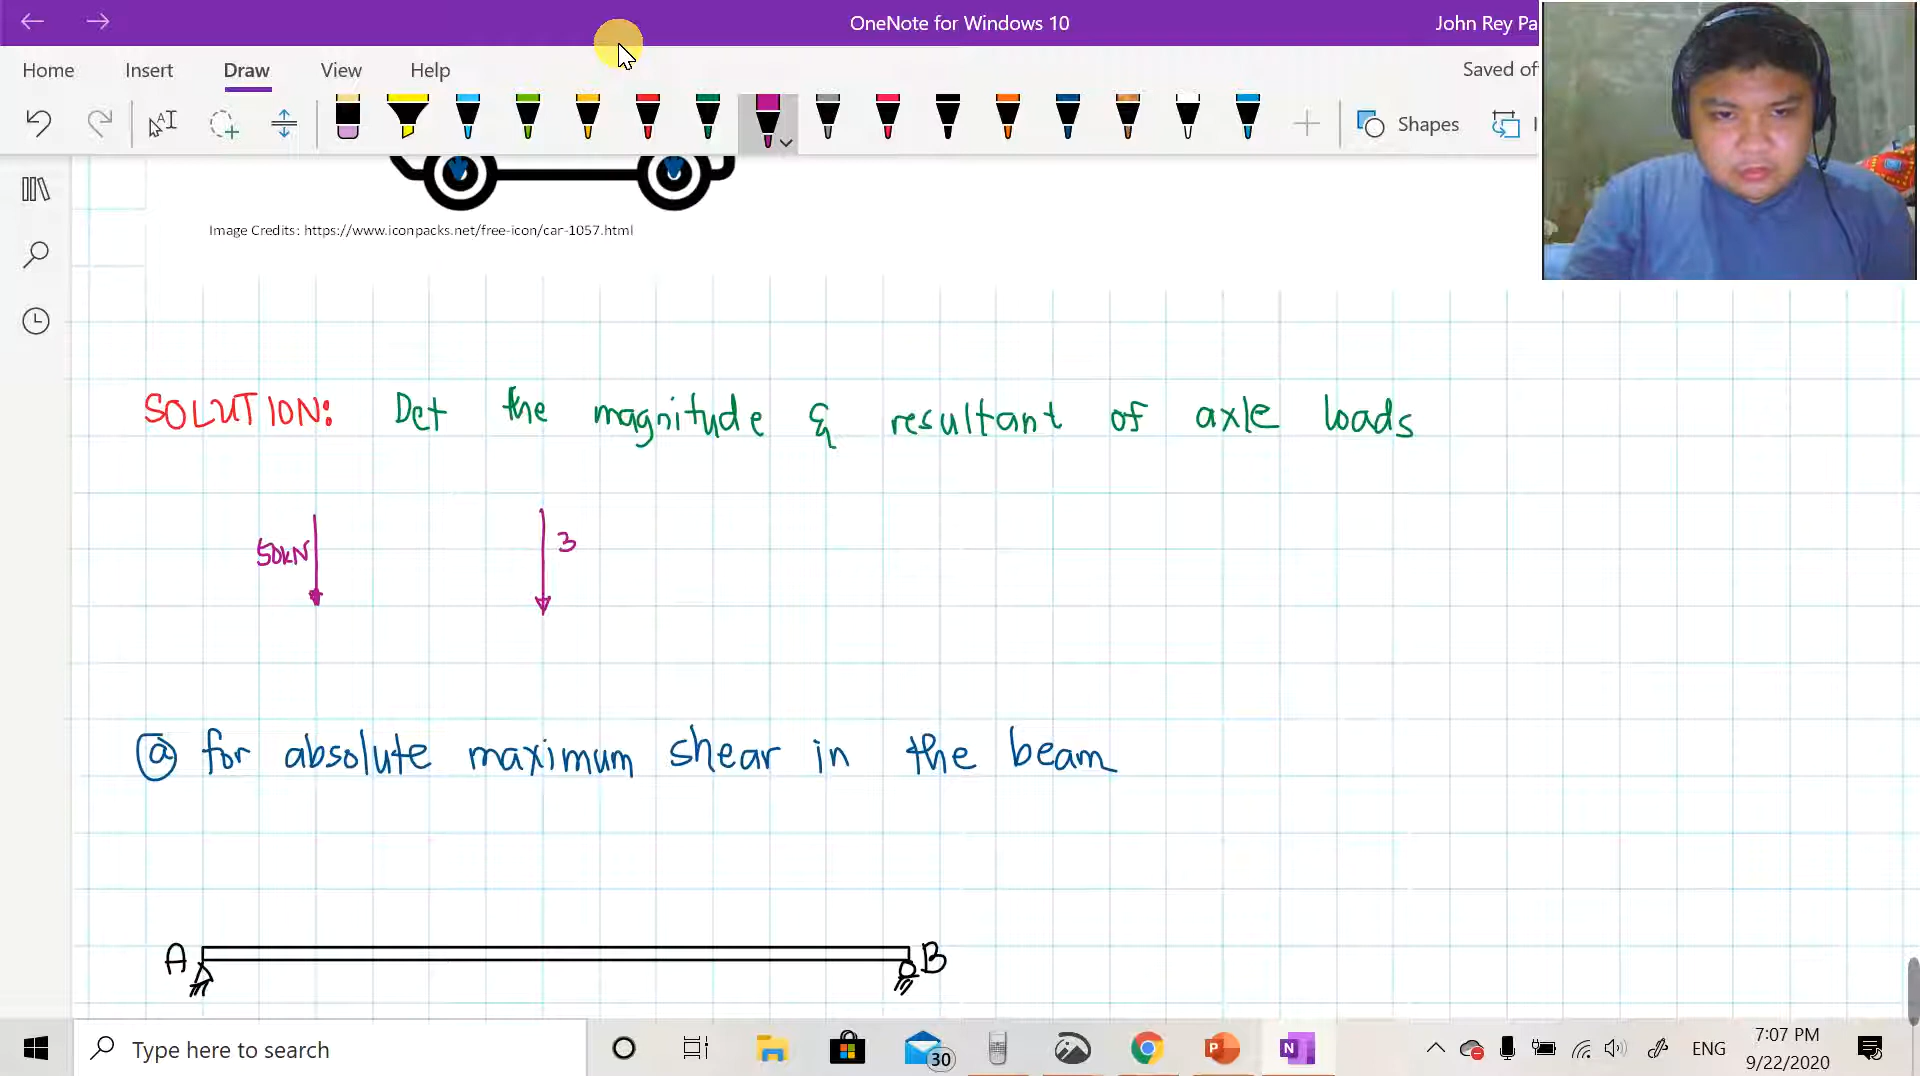 OneNote for Windows 10
John Rey Pa
Home Insert Draw View Help
Saved of
Shapes
Image Credits: https://www.iconpacks.net/free-icon/car-1057.html
SOLUTION: Det the magnitude & resultant of axle loads
50kN 3
ⓐ for absolute maximum shear in the beam
A B
Type here to search
30
ENG
7:07 PM
9/22/2020